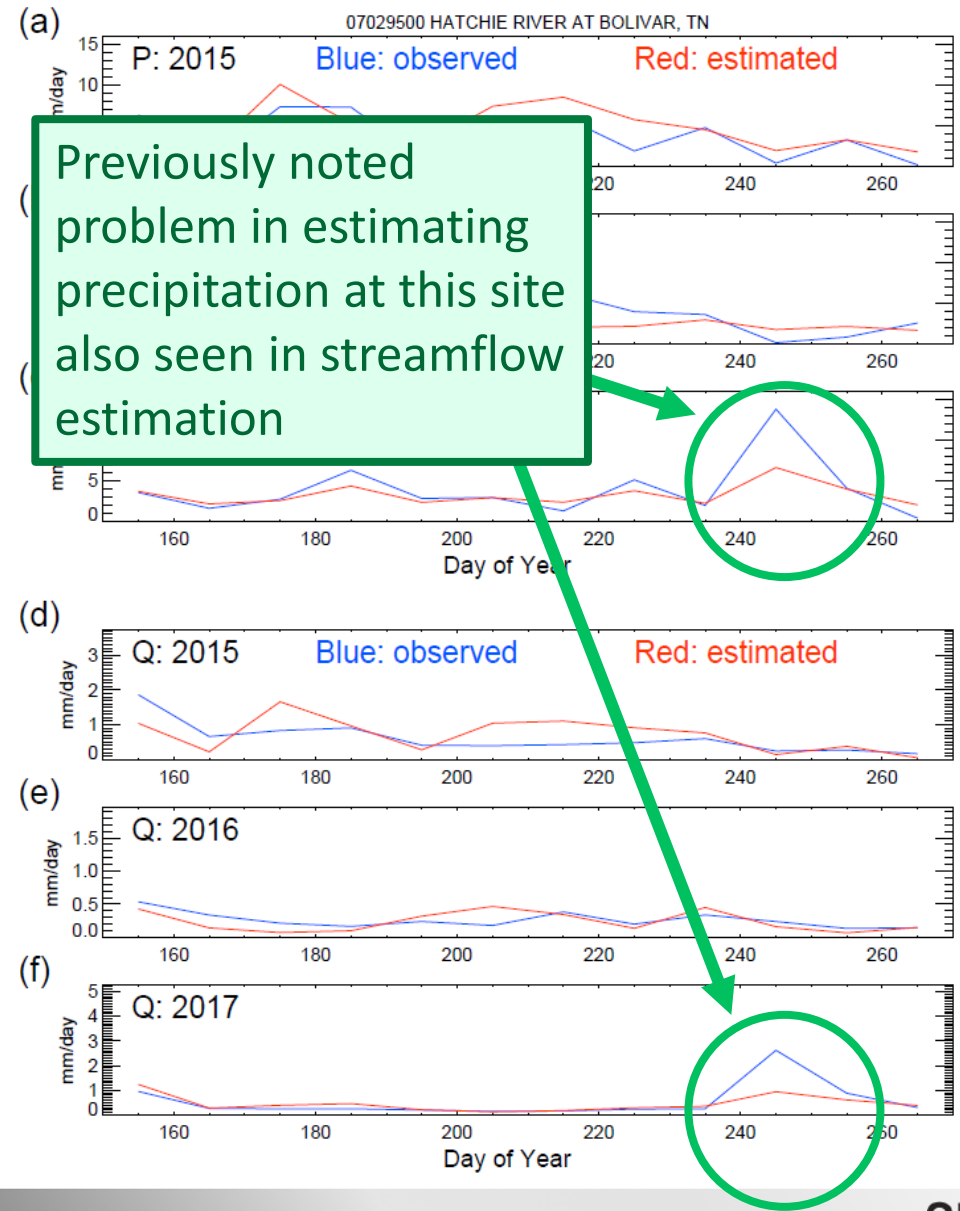 (a)
07029500 HATCHIE RIVER AT BOLIVAR, TN
P: 2015 Blue: observed Red: estimated
15
10
m/day
220 240 260
Previously noted
problem in estimating
precipitation at this site
also seen in streamflow
estimation
220 260
5
0
160 180 200 220 240 260
Day of Year
(d)
Q: 2015 Blue: observed Red: estimated
3
2
1
0
mm/day
160 180 200 220 240 260
(e)
Q: 2016
1.5
1.0
0.5
0.0
mm/day
160 180 200 220 240 260
(f)
Q: 2017
5
4
3
2
1
0
mm/day
160 180 200 220 240 260
Day of Year